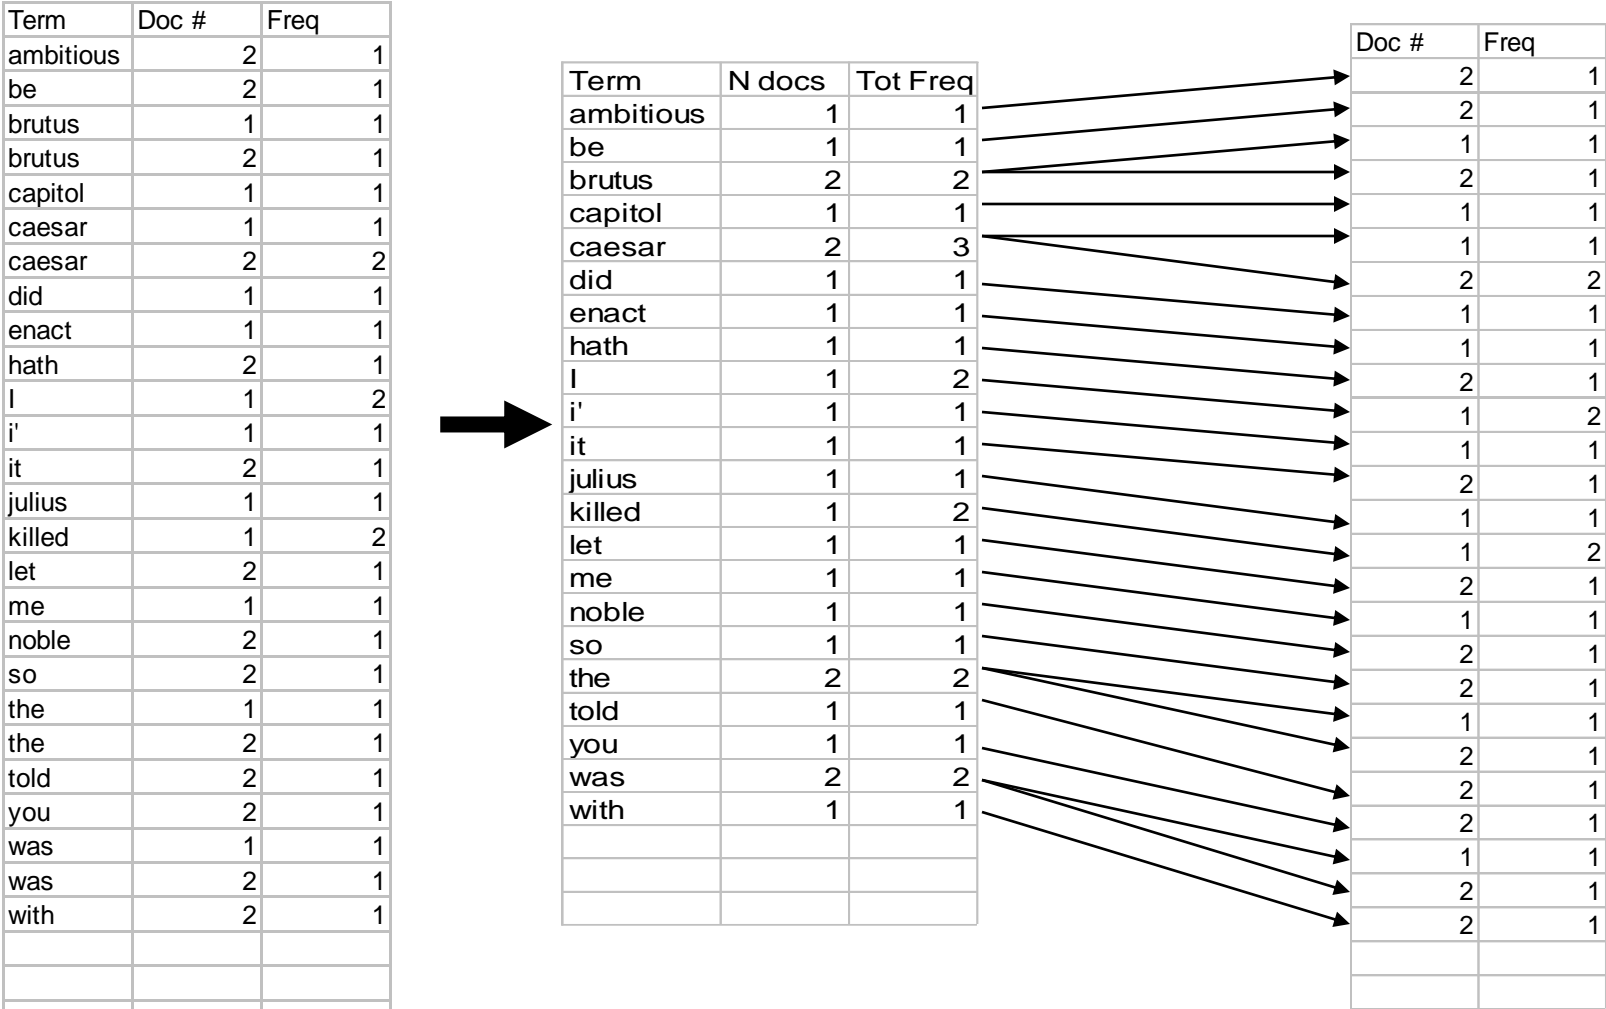 Term Doc # Freq
ambitious 2 1
be 2 1
brutus 1 1
brutus 2 1
capitol 1 1
caesar 1 1
caesar 2 2
did 1 1
enact 1 1
hath 2 1
I 1 2
i' 1 1
it 2 1
julius 1 1
killed 1 2
let 2 1
me 1 1
noble 2 1
so 2 1
the 1 1
the 2 1
told 2 1
you 2 1
was 1 1
was 2 1
with 2 1
Term N docs Tot Freq
ambitious 1 1
be 1 1
brutus 2 2
capitol 1 1
caesar 2 3
did 1 1
enact 1 1
hath 1 1
I 1 2
i' 1 1
it 1 1
julius 1 1
killed 1 2
let 1 1
me 1 1
noble 1 1
so 1 1
the 2 2
told 1 1
you 1 1
was 2 2
with 1 1
Doc # Freq
2 1
2 1
1 1
2 1
1 1
1 1
2 2
1 1
1 1
2 1
1 2
1 1
2 1
1 1
1 2
2 1
1 1
2 1
2 1
1 1
2 1
2 1
2 1
1 1
2 1
2 1